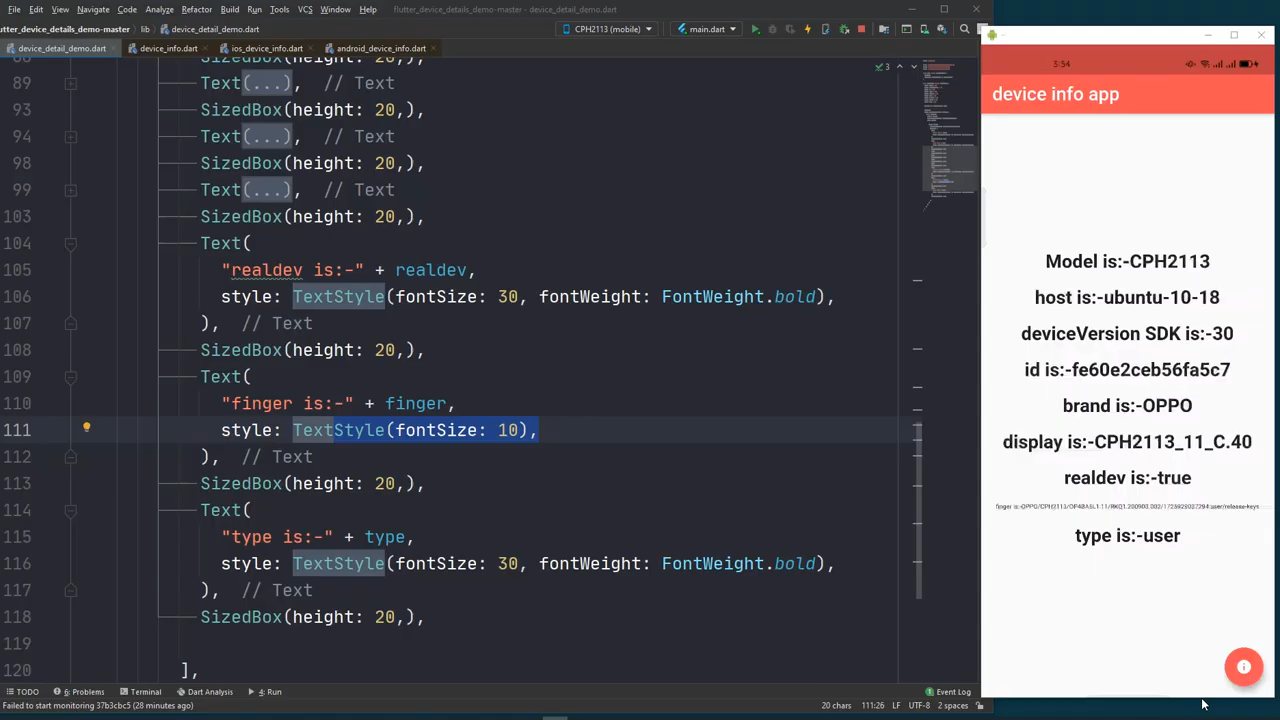 File Edit View Navigate Code Analyze Refactor Build Run Tools VCS Window Help flutter_device_details_demo-master - device_detail_demo.dart
utter_device_details_demo-master lib device_detail_demo.dart CPH2113 (mobile) main.dart
device_detail_demo.dart device_info.dart ios_device_info.dart android_device_info.dart
88 SizedBox(height: 20,),
89 Text(...), // Text
93 SizedBox(height: 20,),
94 Text(...), // Text
98 SizedBox(height: 20,),
99 Text(...), // Text
103 SizedBox(height: 20,),
104 Text(
105 "realdev is:-" + realdev,
106 style: TextStyle(fontSize: 30, fontWeight: FontWeight.bold),
107 ), // Text
108 SizedBox(height: 20,),
109 Text(
110 "finger is:-" + finger,
111 style: TextStyle(fontSize: 10),
112 ), // Text
113 SizedBox(height: 20,),
114 Text(
115 "type is:-" + type,
116 style: TextStyle(fontSize: 30, fontWeight: FontWeight.bold),
117 ), // Text
118 SizedBox(height: 20,),
119
120 ],
3
TODO 6: Problems Terminal Dart Analysis 4: Run Event Log
Failed to start monitoring 37b3cbc5 (28 minutes ago) 20 chars 111:26 LF UTF-8 2 spaces
3:54
device info app
Model is:-CPH2113
host is:-ubuntu-10-18
deviceVersion SDK is:-30
id is:-fe60e2ceb56fa5c7
brand is:-OPPO
display is:-CPH2113_11_C.40
realdev is:-true
type is:-user